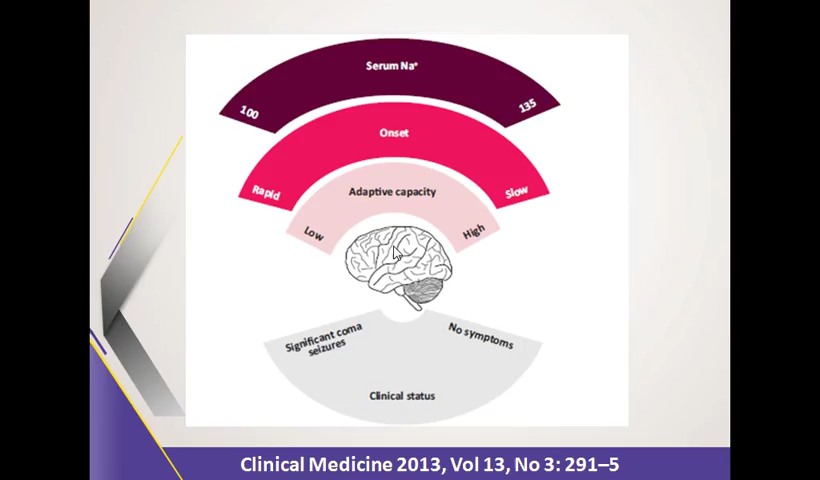 Serum Na⁺
100
135
Onset
Rapid
Slow
Adaptive capacity
Low
High
Significant coma
seizures
No symptoms
Clinical status
Clinical Medicine 2013, Vol 13, No 3: 291–5